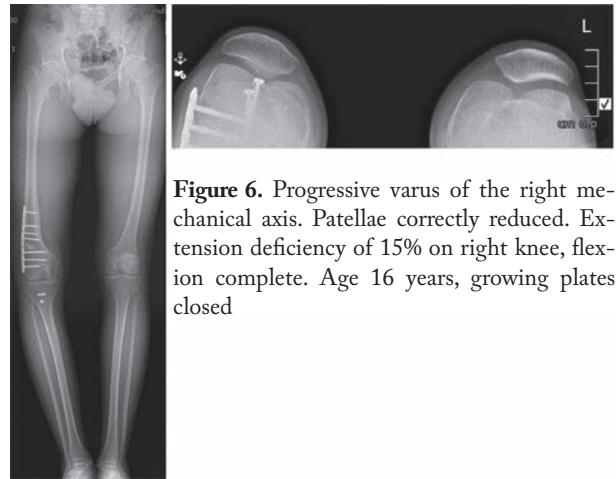 L
cm
Figure 6. Progressive varus of the right me-
chanical axis. Patellae correctly reduced. Ex-
tension deficiency of 15% on right knee, flex-
ion complete. Age 16 years, growing plates
closed